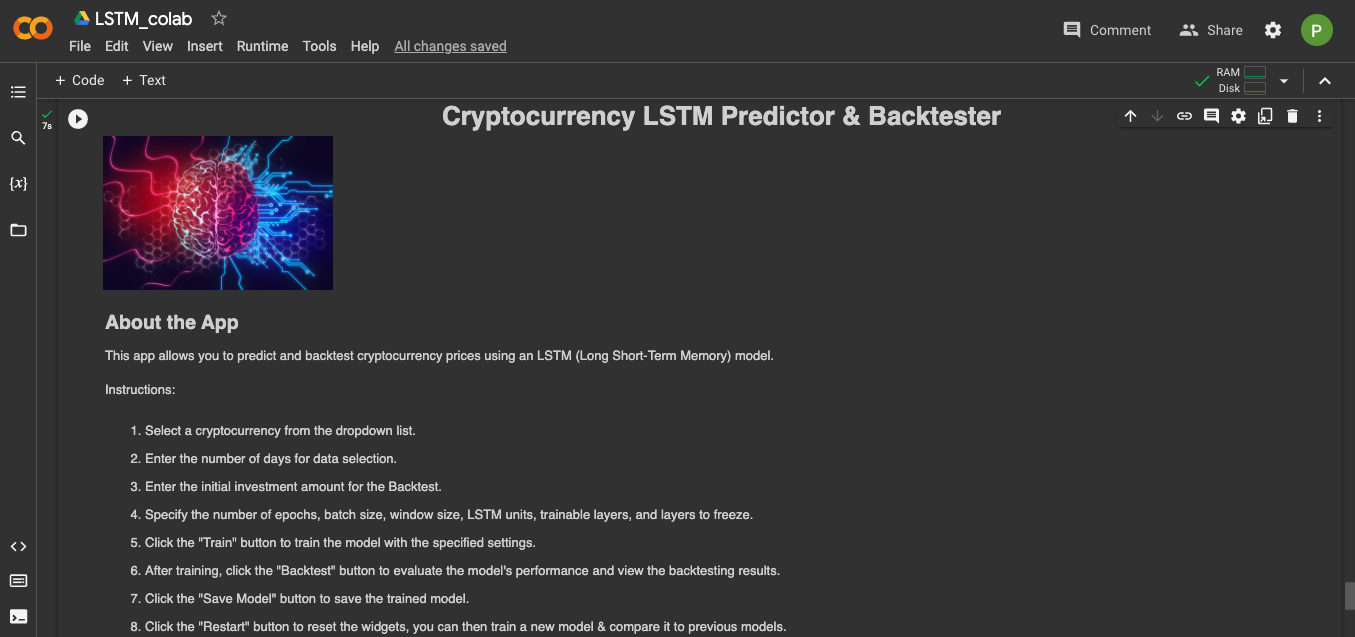 LSTM_colab
File Edit View Insert Runtime Tools Help All changes saved
Comment Share P
+ Code + Text
RAM
Disk
7s
Cryptocurrency LSTM Predictor & Backtester
{x}
About the App
This app allows you to predict and backtest cryptocurrency prices using an LSTM (Long Short-Term Memory) model.
Instructions:
1. Select a cryptocurrency from the dropdown list.
2. Enter the number of days for data selection.
3. Enter the initial investment amount for the Backtest.
4. Specify the number of epochs, batch size, window size, LSTM units, trainable layers, and layers to freeze.
5. Click the "Train" button to train the model with the specified settings.
6. After training, click the "Backtest" button to evaluate the model's performance and view the backtesting results.
7. Click the "Save Model" button to save the trained model.
8. Click the "Restart" button to reset the widgets, you can then train a new model & compare it to previous models.